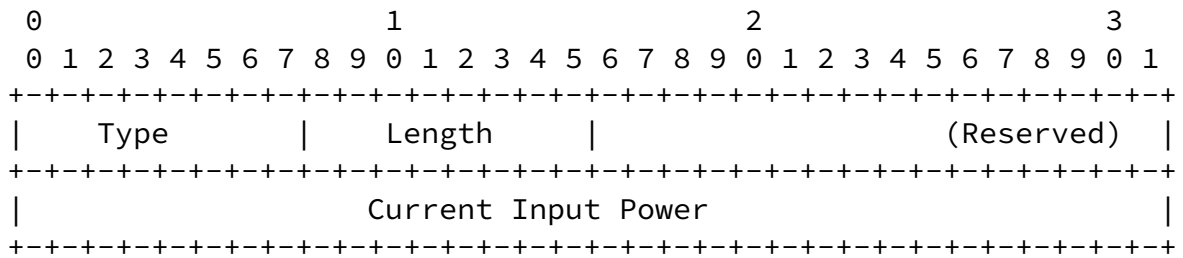 0                   1                   2                   3
 0 1 2 3 4 5 6 7 8 9 0 1 2 3 4 5 6 7 8 9 0 1 2 3 4 5 6 7 8 9 0 1
+-+-+-+-+-+-+-+-+-+-+-+-+-+-+-+-+-+-+-+-+-+-+-+-+-+-+-+-+-+-+-+-+
|    Type       |    Length     |                   (Reserved)  |
+-+-+-+-+-+-+-+-+-+-+-+-+-+-+-+-+-+-+-+-+-+-+-+-+-+-+-+-+-+-+-+-+
|                   Current Input Power                         |
+-+-+-+-+-+-+-+-+-+-+-+-+-+-+-+-+-+-+-+-+-+-+-+-+-+-+-+-+-+-+-+-+